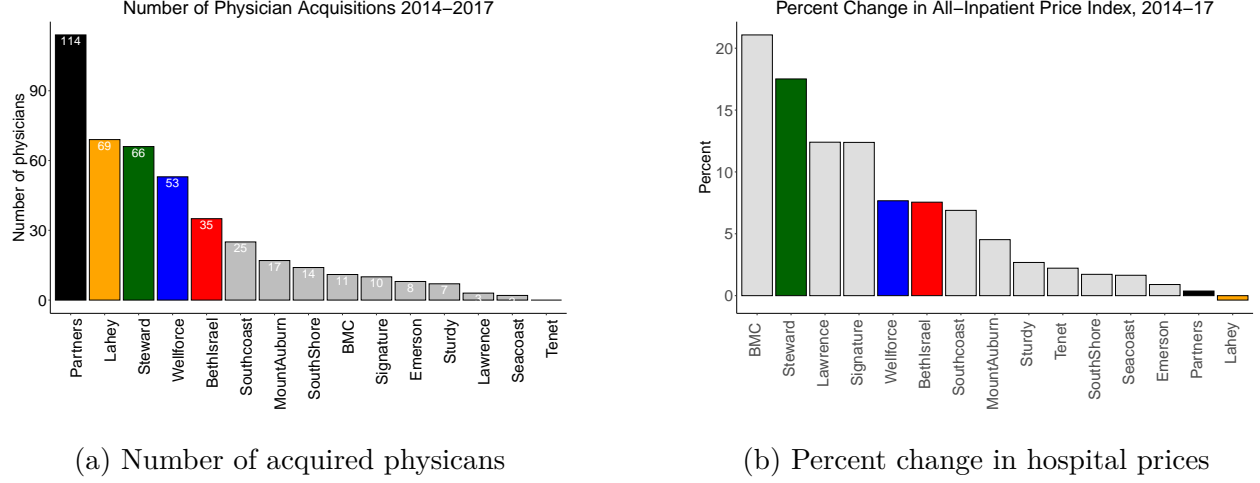 Number of Physician Acquisitions 2014−2017
Number of physicians
90
60
30
0
114
69
66
53
35
25
17
14
11
10
8
7
3
2
Partners
Lahey
Steward
Wellforce
BethIsrael
Southcoast
MountAuburn
SouthShore
BMC
Signature
Emerson
Sturdy
Lawrence
Seacoast
Tenet
(a) Number of acquired physicans
Percent Change in All−Inpatient Price Index, 2014−17
Percent
20
15
10
5
0
BMC
Steward
Lawrence
Signature
Wellforce
BethIsrael
Southcoast
MountAuburn
Sturdy
Tenet
SouthShore
Seacoast
Emerson
Partners
Lahey
(b) Percent change in hospital prices